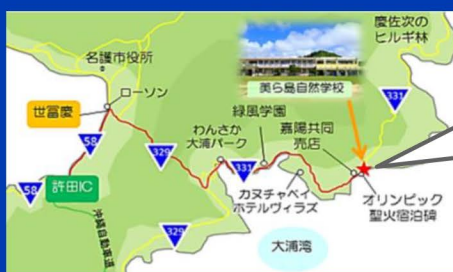 慶佐次の
ヒルギ林
名護市役所
ローソン
美ら島自然学校
331
世冨慶
緑風学園
嘉陽共同
売店
わんさか
大浦パーク
58
329
331
許田IC
58
カヌチャベイ
ホテルヴィラズ
オリンピック
聖火宿泊碑
沖縄自動車道
329
大浦湾